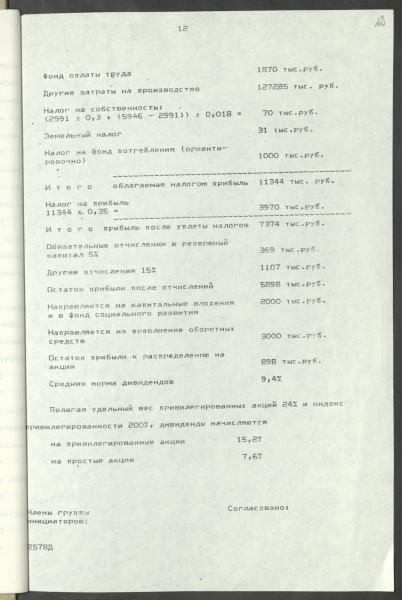 12
Фонд оплаты труда 1870 тыс.руб.
Другие затраты на производство 127285 тыс. руб.
Налог на собственность:
(2991 x 0,3 + (5946 - 2991)) x 0,018 = 70 тыс.руб.
Земельный налог 31 тыс.руб.
Налог на фонд потребления (ориенти-
ровочно) 1000 тыс.руб.
Итого облагаемая налогом прибыль 11344 тыс. руб.
Налог на прибыль
11344 x 0,35 = 3970 тыс.руб.
Итого прибыль после уплаты налогов 7374 тыс.руб.
Обязательные отчисления в резервный
капитал 5% 369 тыс.руб.
Другие отчисления 15% 1107 тыс.руб.
Остаток прибыли после отчислений 5898 тыс.руб.
Направляется на капитальные вложения 2000 тыс.руб.
и в фонд социального развития
Направляется на пополнение оборотных
средств 3000 тыс.руб.
Остаток прибыли к распределению на
акции 898 тыс.руб.
Средняя норма дивидендов 9,4%
Полагая удельный вес привилегированных акций 24% и индекс
привилегированности 200%, дивиденды начисляются
на привилегированные акции 15,2%
на простые акции 7,6%
Члены группы Согласовано:
инициаторов:
2578Д